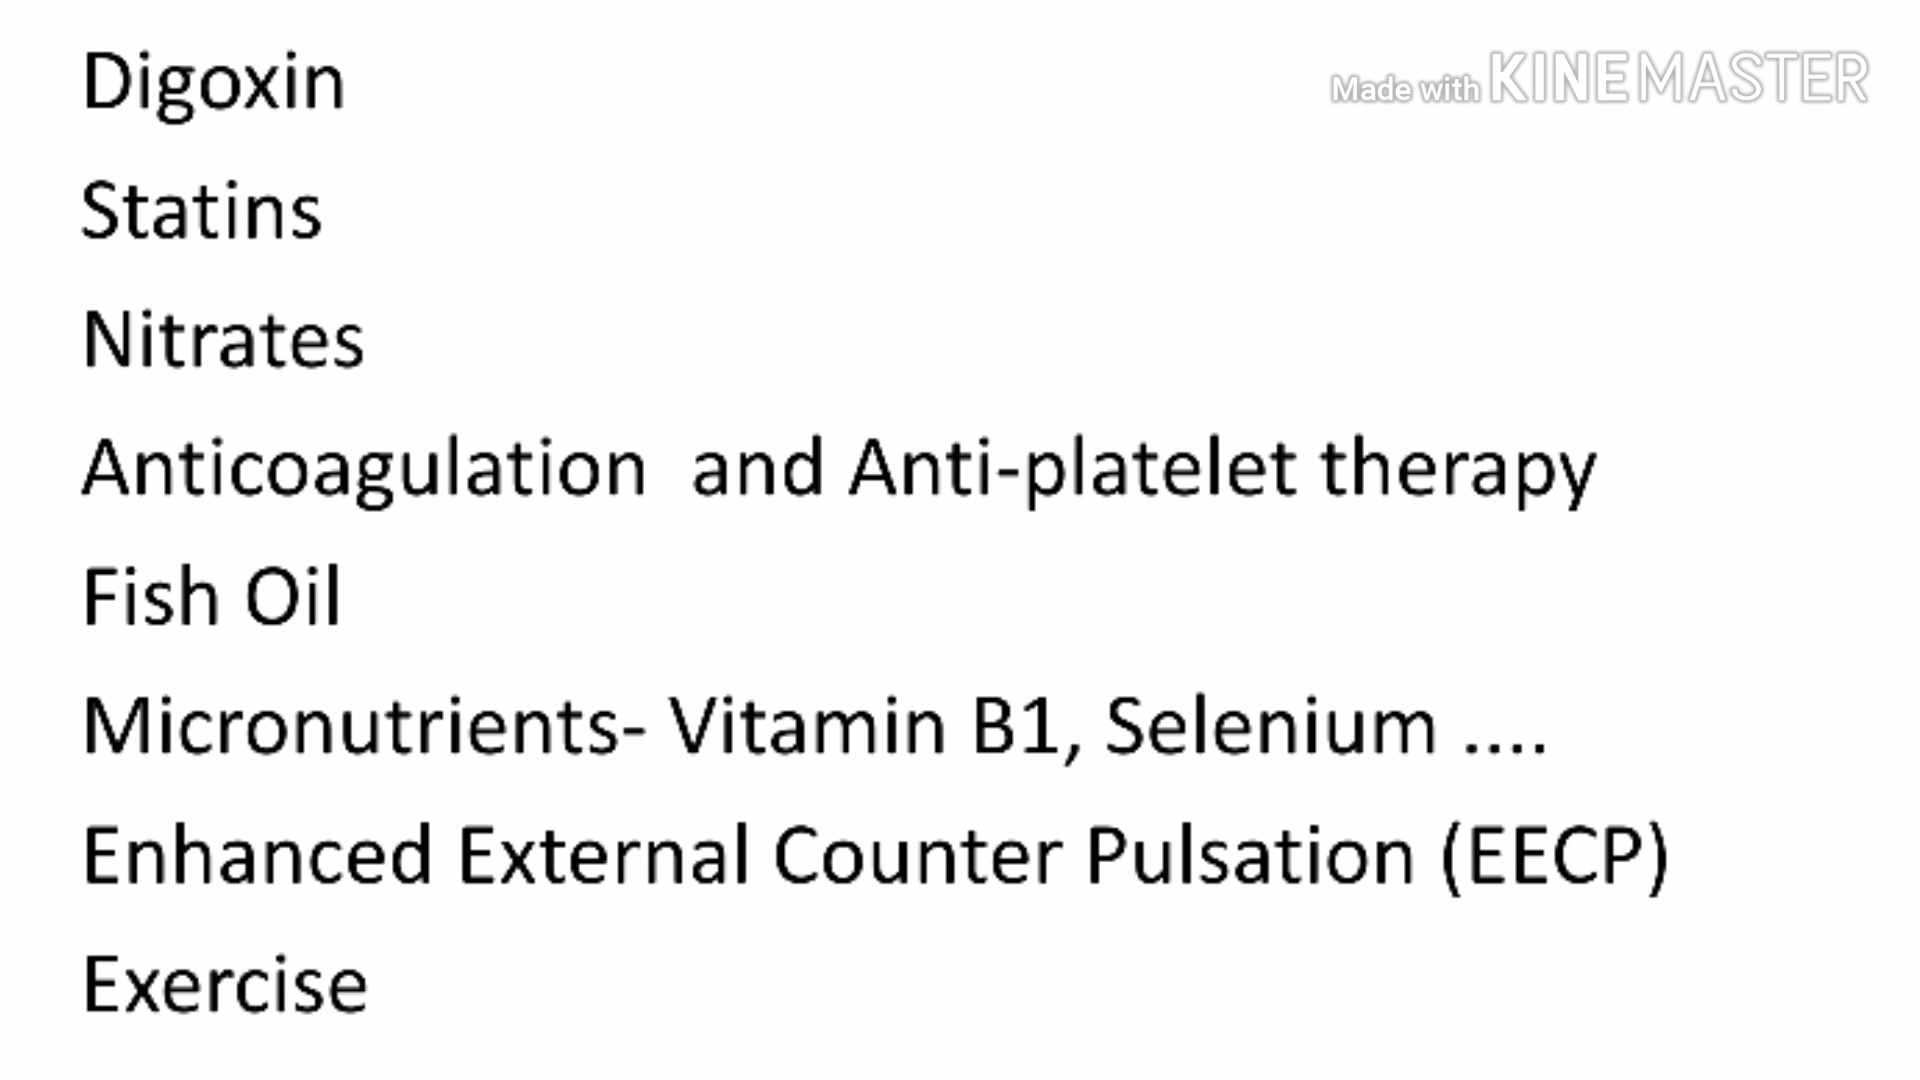 Digoxin
Made with KINEMASTER
Statins
Nitrates
Anticoagulation  and Anti-platelet therapy
Fish Oil
Micronutrients- Vitamin B1, Selenium ....
Enhanced External Counter Pulsation (EECP)
Exercise